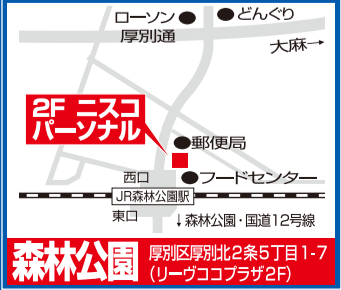 ローソン●
●どんぐり
厚別通
大麻→
2F ニスコ
パーソナル
●郵便局
西口
●フードセンター
JR森林公園駅
東口
↓森林公園・国道12号線
森林公園
厚別区厚別北2条5丁目1-7
(リーヴココプラザ2F)